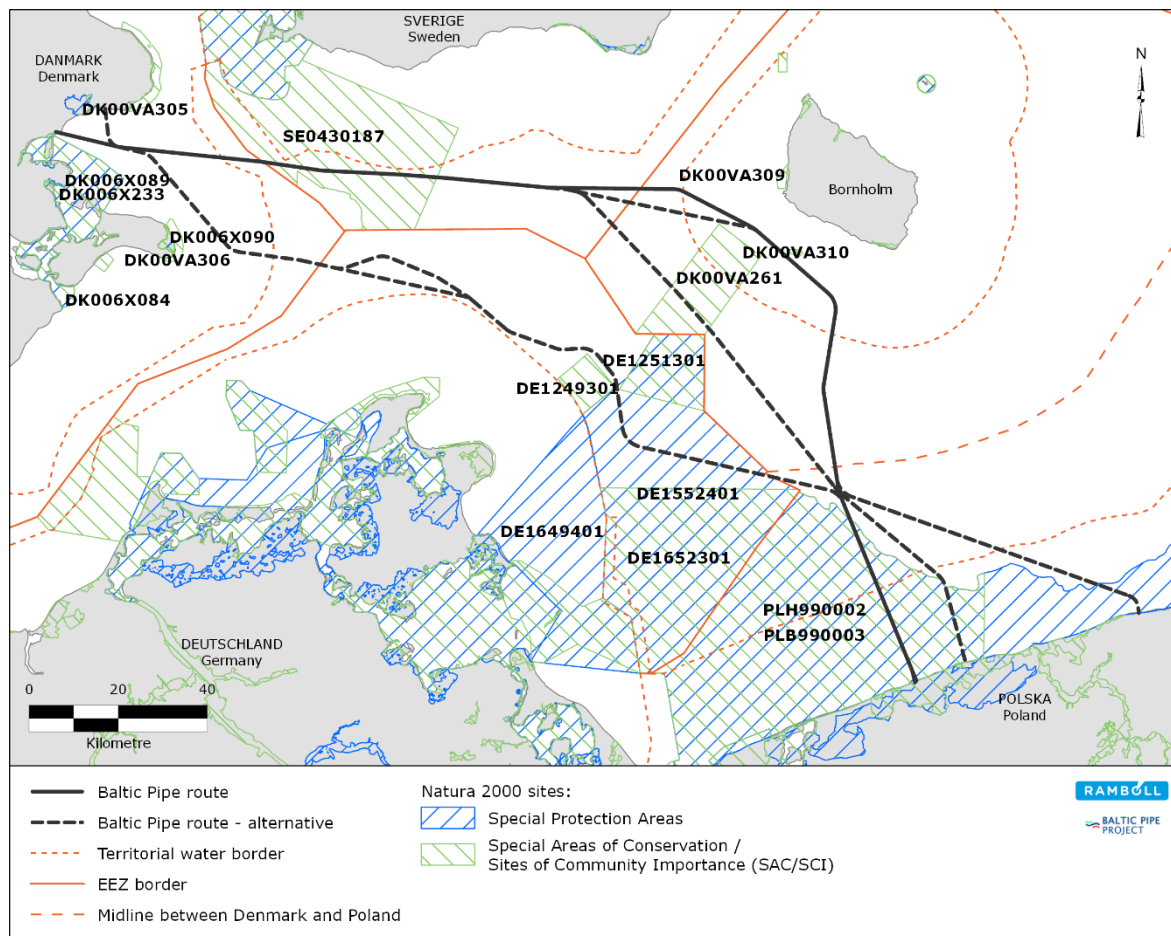 SVERIGE
Sweden
DANMARK
Denmark
N
DK00VA305
SE0430187
DK006X089
DK006X233
DK00VA309
Bornholm
DK006X090
DK00VA306
DK00VA310
DK00VA261
DK006X084
DE1251301
DE1249301
DE1552401
DE1649401
DE1652301
PLH990002
PLB990003
DEUTSCHLAND
Germany
POLSKA
Poland
0 20 40
Kilometre
Baltic Pipe route
Baltic Pipe route - alternative
Territorial water border
EEZ border
Midline between Denmark and Poland
Natura 2000 sites:
Special Protection Areas
Special Areas of Conservation /
Sites of Community Importance (SAC/SCI)
RAMBOLL
BALTIC PIPE
PROJECT